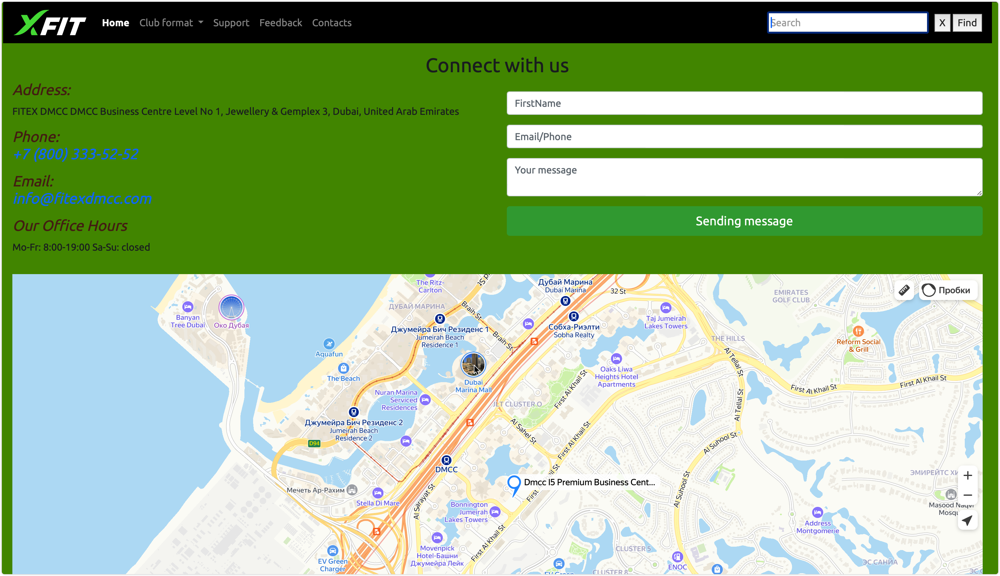 XFIT
Home
Club format
Support
Feedback
Contacts
Search
X
Find
Connect with us
Address:
FITEX DMCC DMCC Business Centre Level No 1, Jewellery & Gemplex 3, Dubai, United Arab Emirates
Phone:
+7 (800) 333-52-52
Email:
info@fitexdmcc.com
Our Office Hours
Mo-Fr: 8:00-19:00 Sa-Su: closed
FirstName
Email/Phone
Your message
Sending message
The Ritz-
Carlton
Дубай Марина
Dubai Marina
32 St
EMIRATES
GOLF CLUB
Пробки
ДУБАЙ МАРИНА
Braih St
Banyan
Tree Dubai
Око Дубая
Джумейра Бич Резиденс 1
Jumeirah Beach
Residence 1
Собха-Риэлти
Sobha Realty
Taj Jumeirah
Lakes Towers
Braih St
THE HILLS
Reform Social
& Grill
Aquafun
The Beach
Al Tellal St
Oaks Liwa
Heights Hotel
Apartments
First Al Khail St
First Al Khail St
First Al Khail St
Dubai
Marina Mall
Nuran Marina
Serviced
Residences
JLT CLUSTER O
Al Tellal St
Джумейра Бич Резиденс 2
Jumeirah Beach
Residence 2
D94
Al Sahel St
First Al Khail St
Al Suhool St
DMCC
Dmcc I5 Premium Business Cent...
First
Al Suhool St
Мечеть Ар-Рахим
Stella Di Mare
Al Sarayat St
Bonnington
Jumeirah
Lakes Towers
Masood Naqvi
Address
Montgomerie
First Al Khail St
Movenpick
Hotel-Башни
Джумейра Лейк
EV Green
Charger
CLUSTER 5
ENOC
ЭС САНЙА
CLUSTER 8
EV Green